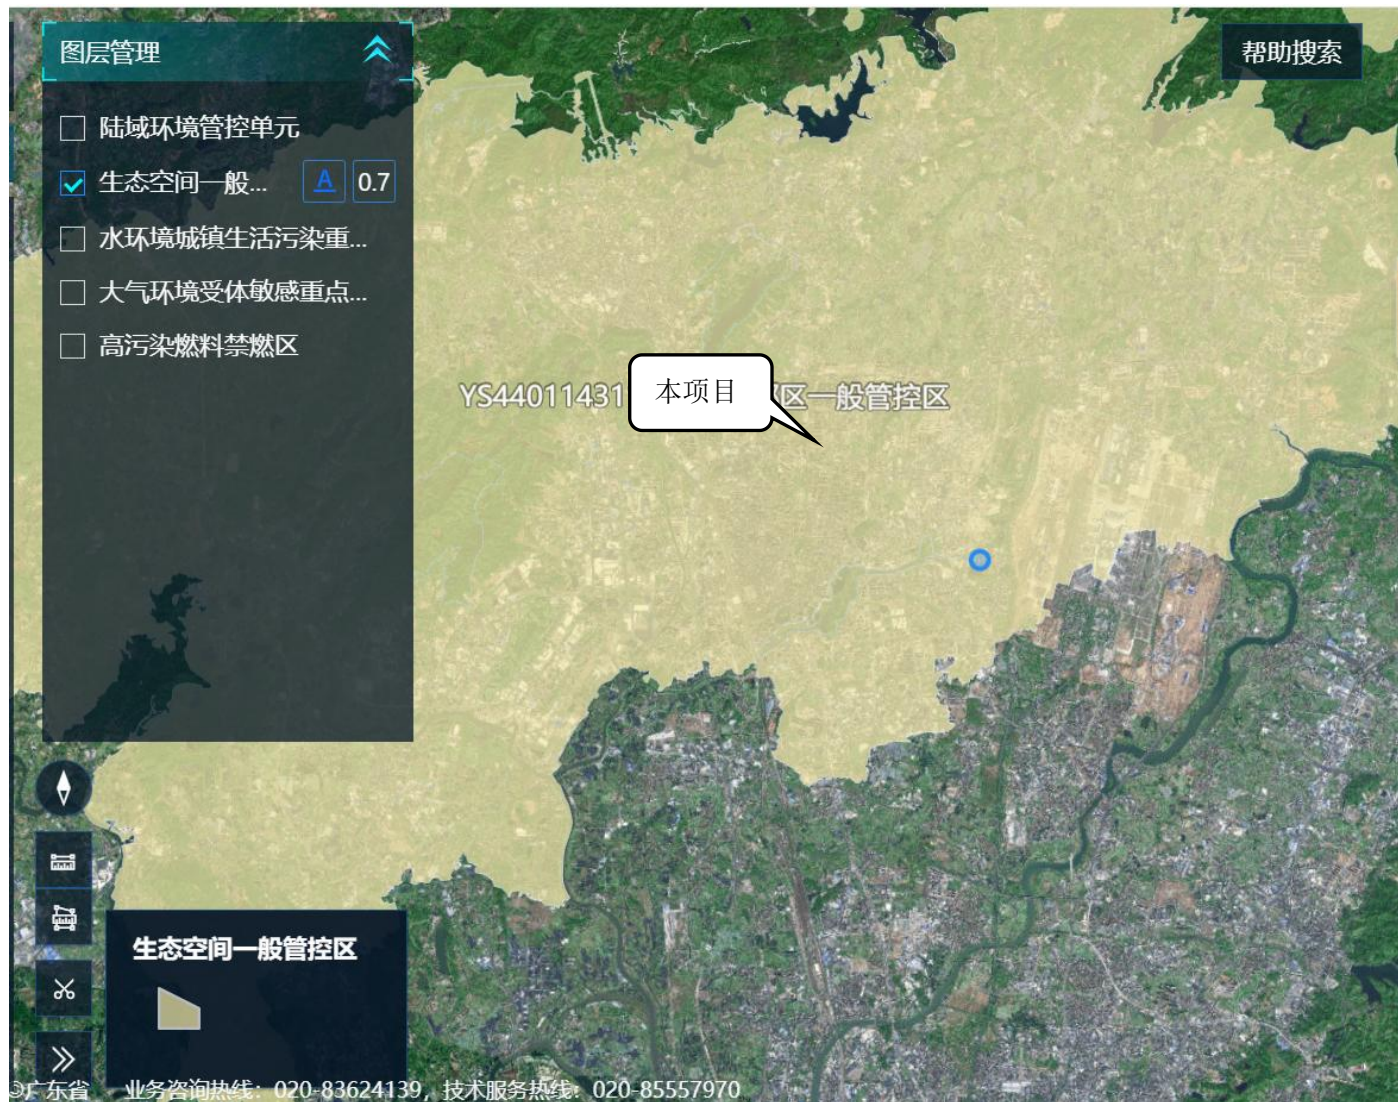 图层管理
帮助搜索
陆域环境管控单元
生态空间一般... A 0.7
水环境城镇生活污染重...
大气环境受体敏感重点...
高污染燃料禁燃区
YS44011431 区一般管控区
本项目
生态空间一般管控区
©广东省 业务咨询热线：020-83624139，技术服务热线：020-85557970